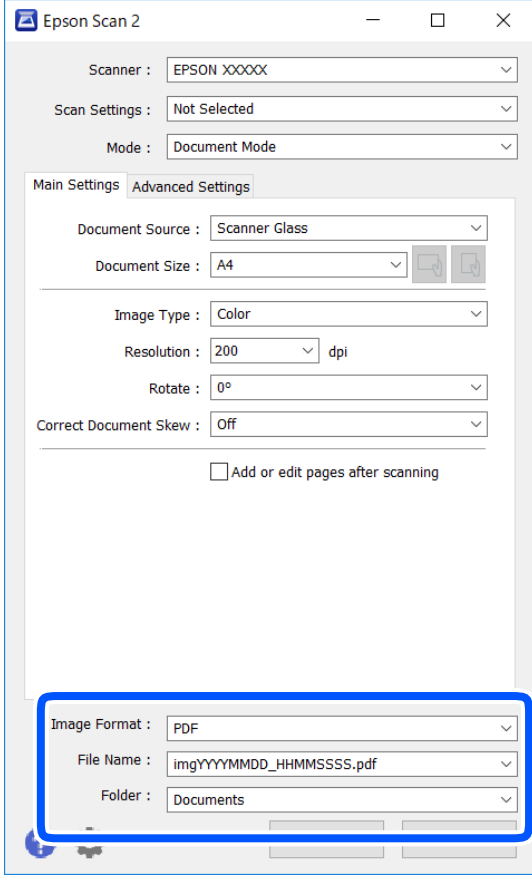 Epson Scan 2
Scanner : EPSON XXXXX
Scan Settings : Not Selected
Mode : Document Mode
Main Settings Advanced Settings
Document Source : Scanner Glass
Document Size : A4
Image Type : Color
Resolution : 200 dpi
Rotate : 0°
Correct Document Skew : Off
Add or edit pages after scanning
Image Format : PDF
File Name : imgYYYYMMDD_HHMMSSSS.pdf
Folder : Documents